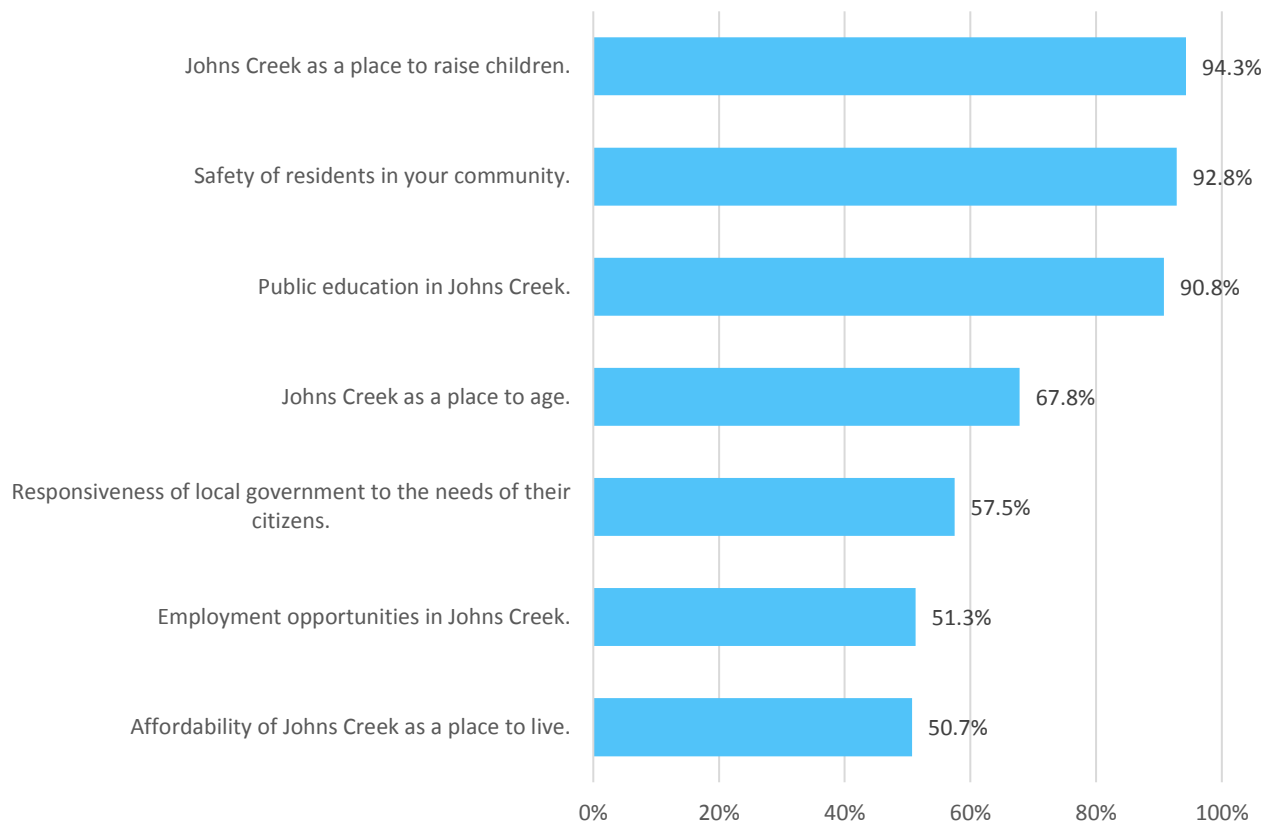 Johns Creek as a place to raise children.
94.3%
Safety of residents in your community.
92.8%
Public education in Johns Creek.
90.8%
Johns Creek as a place to age.
67.8%
Responsiveness of local government to the needs of their
citizens.
57.5%
Employment opportunities in Johns Creek.
51.3%
Affordability of Johns Creek as a place to live.
50.7%
0% 20% 40% 60% 80% 100%